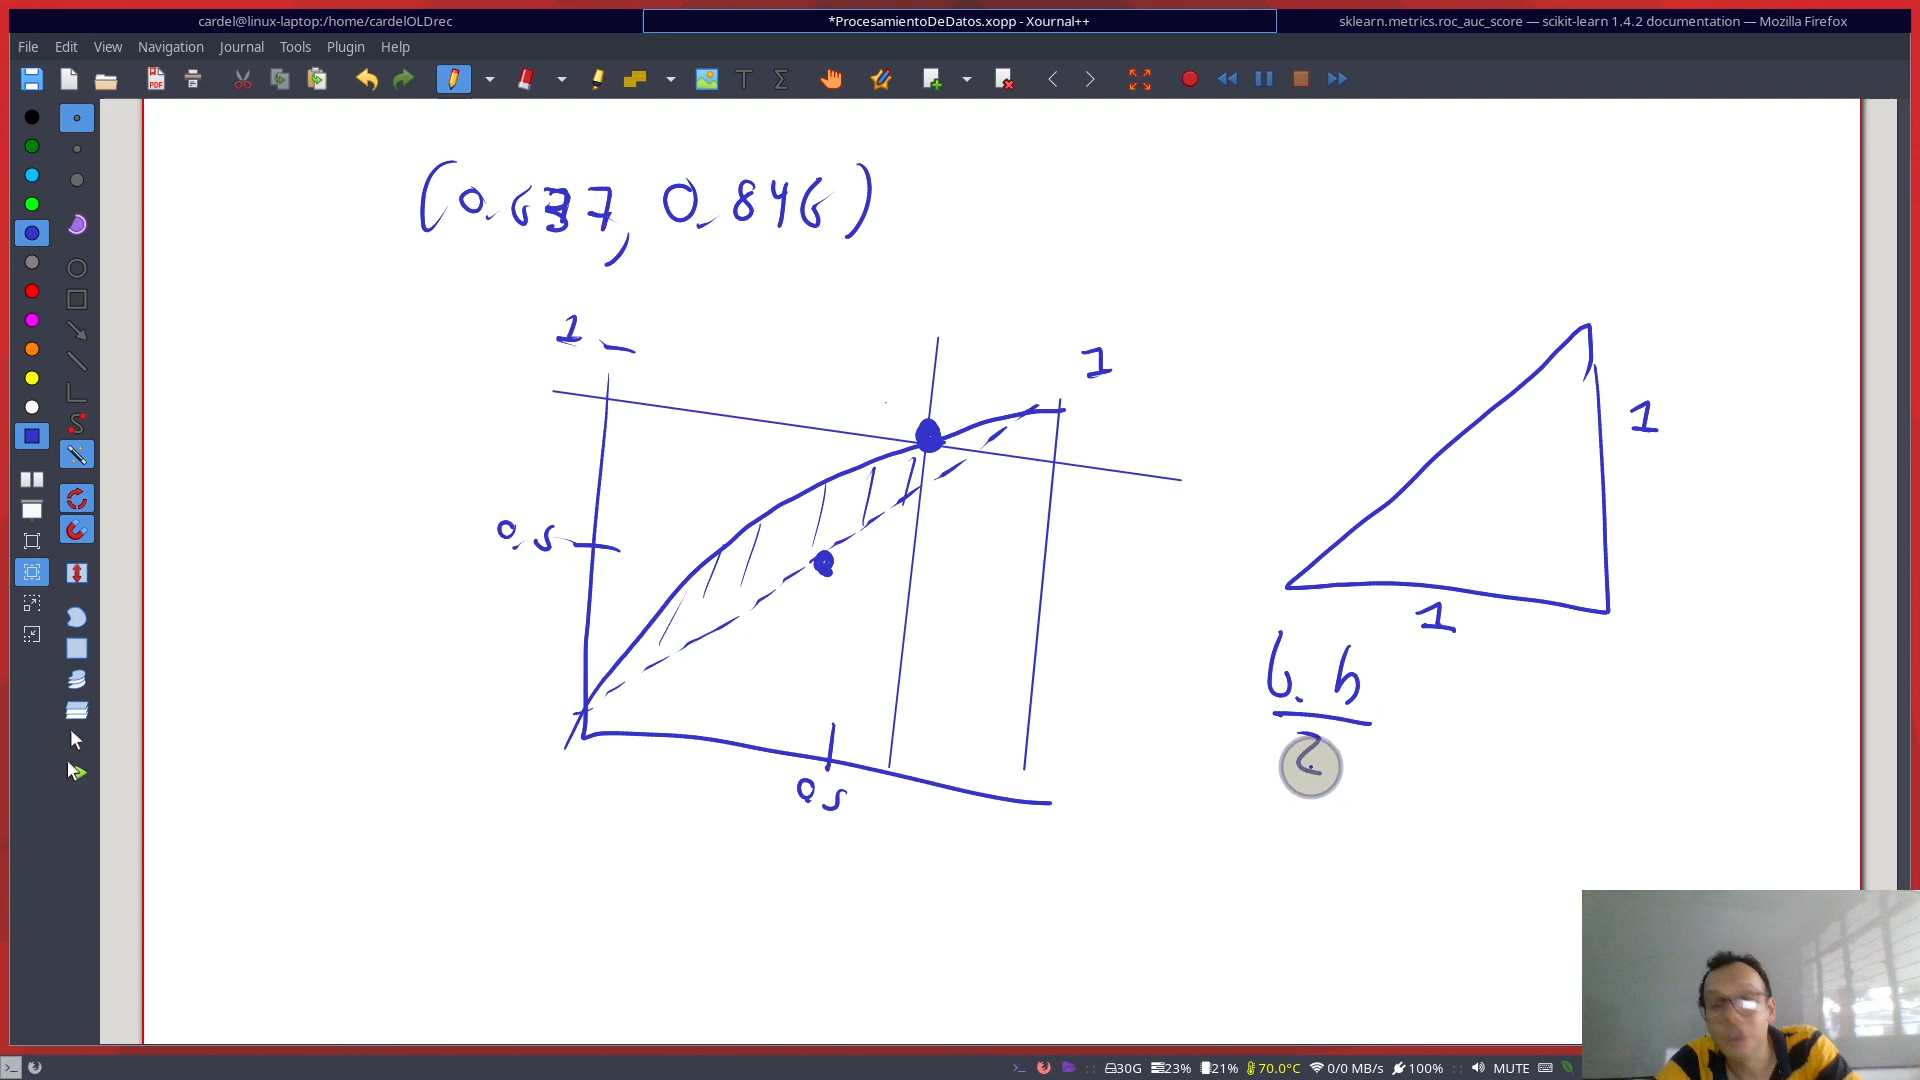 cardel@linux-laptop:/home/cardelOLDrec
*ProcesamientoDeDatos.xopp - Xournal++
sklearn.metrics.roc_auc_score — scikit-learn 1.4.2 documentation — Mozilla Firefox
File Edit View Navigation Journal Tools Plugin Help
(0.637, 0.846)
1
1
0.5
0.5
1
1
b.h
2
30G 23% 21% 70.0°C 0/0 MB/s 100% MUTE